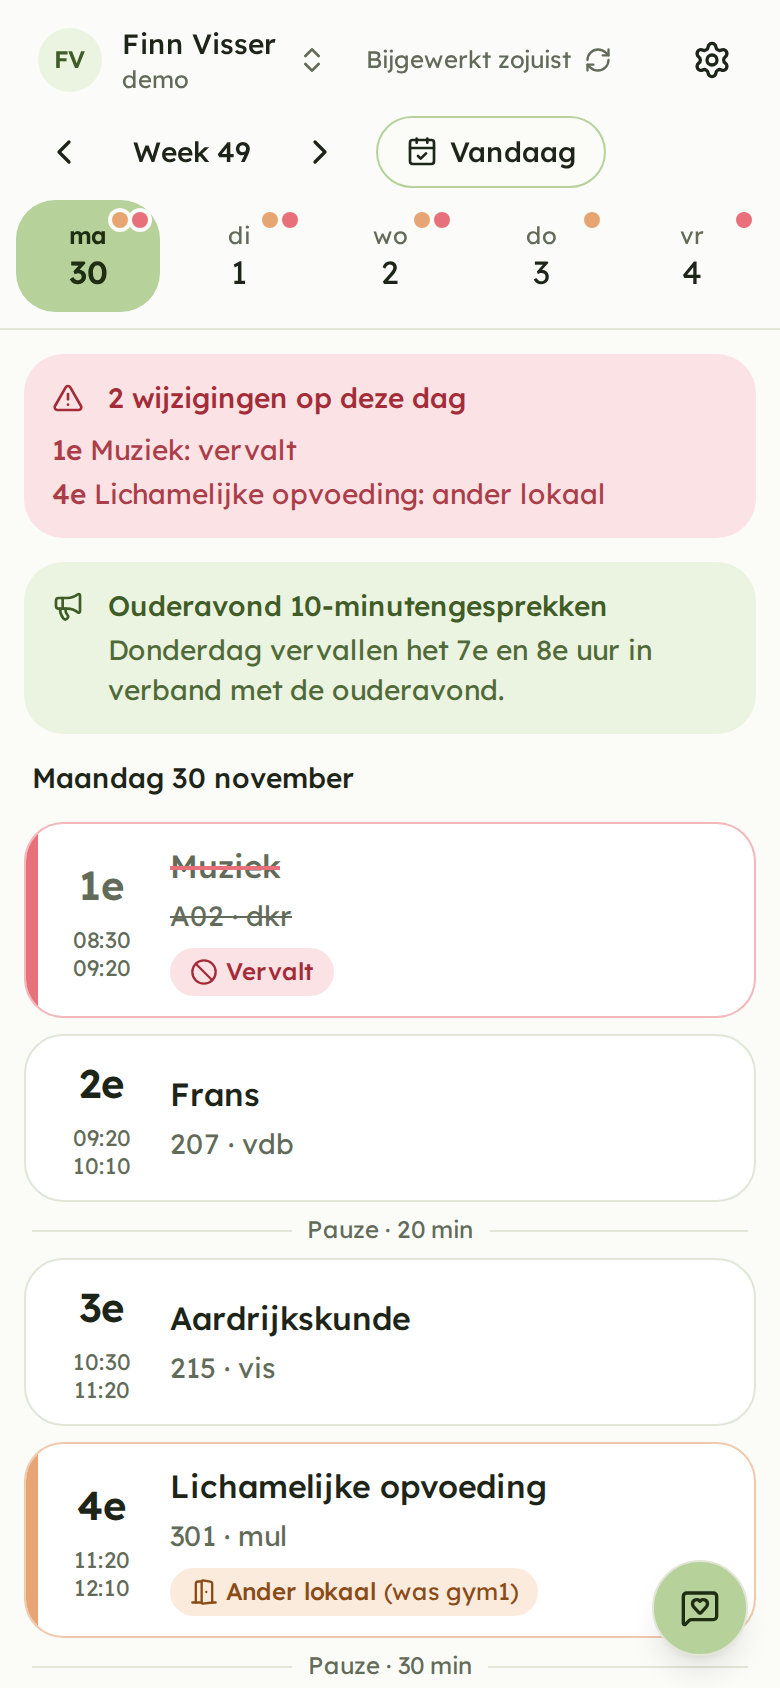 FV
Finn Visser
demo
Bijgewerkt zojuist
Week 49
Vandaag
ma
30
di
1
wo
2
do
3
vr
4
2 wijzigingen op deze dag
1e Muziek: vervalt
4e Lichamelijke opvoeding: ander lokaal
Ouderavond 10-minutengesprekken
Donderdag vervallen het 7e en 8e uur in
verband met de ouderavond.
Maandag 30 november
1e
08:30
09:20
Muziek
A02 · dkr
Vervalt
2e
09:20
10:10
Frans
207 · vdb
Pauze · 20 min
3e
10:30
11:20
Aardrijkskunde
215 · vis
4e
11:20
12:10
Lichamelijke opvoeding
301 · mul
Ander lokaal (was gym1)
Pauze · 30 min